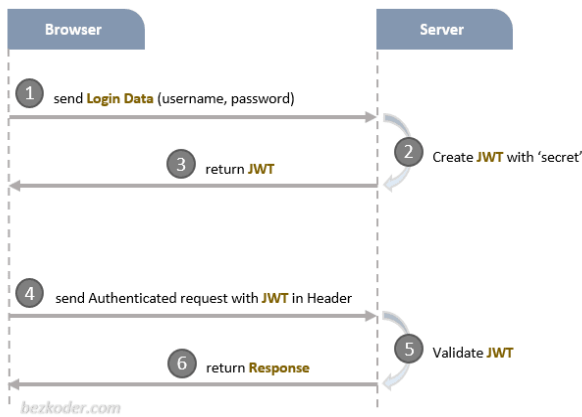 Browser
Server
1
send Login Data (username, password)
2
Create JWT with ‘secret’
3
return JWT
4
send Authenticated request with JWT in Header
5
Validate JWT
6
return Response
bezkoder.com